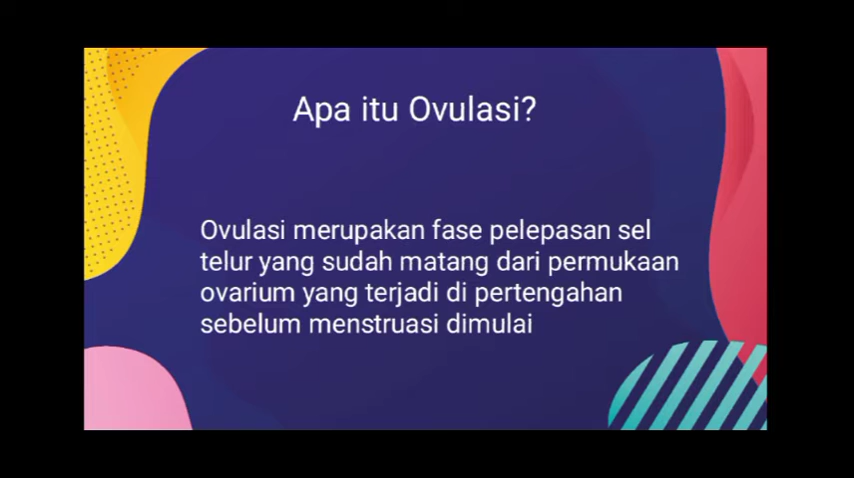 Apa itu Ovulasi?
Ovulasi merupakan fase pelepasan sel
telur yang sudah matang dari permukaan
ovarium yang terjadi di pertengahan
sebelum menstruasi dimulai